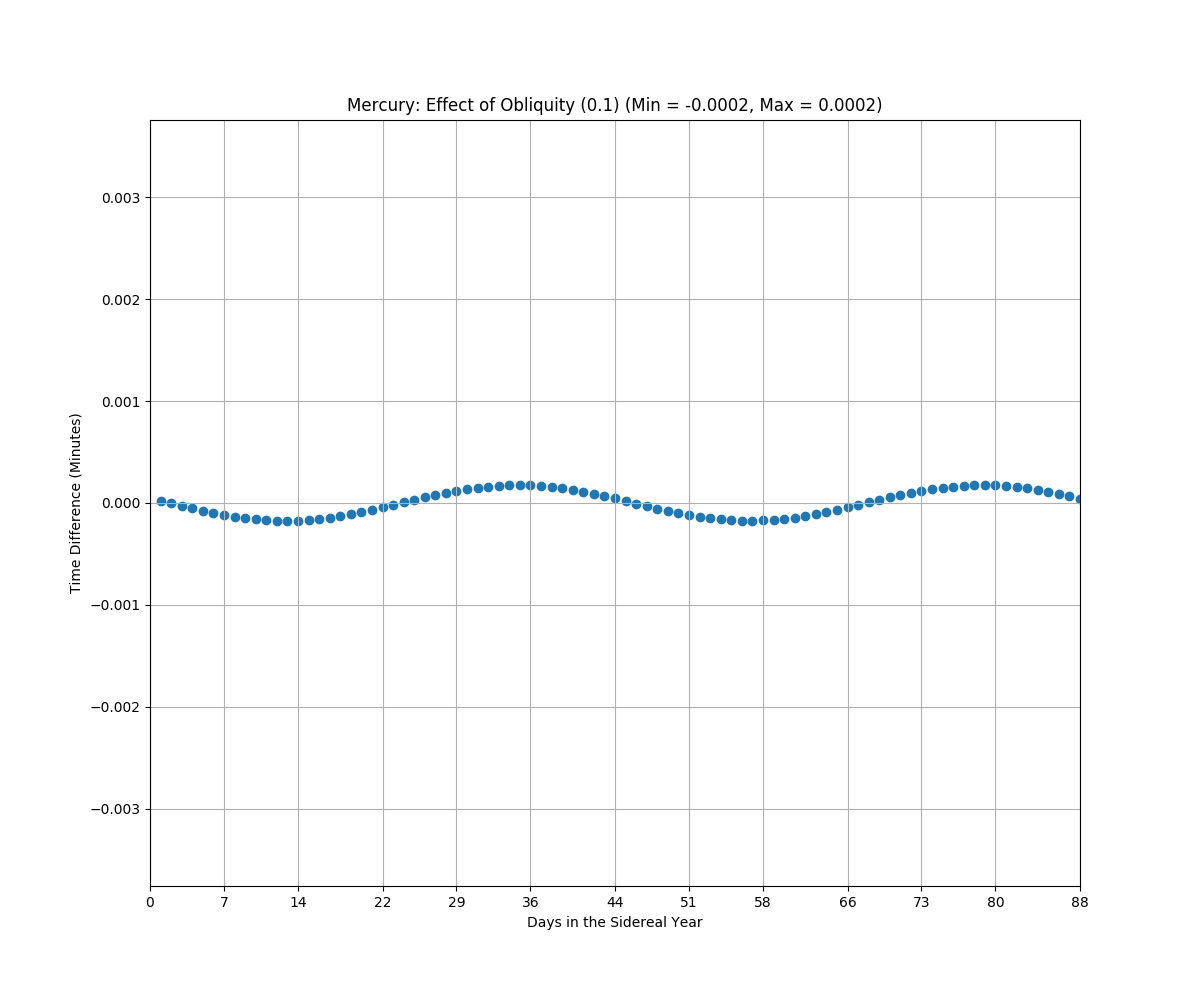 Mercury: Effect of Obliquity (0.1) (Min = -0.0002, Max = 0.0002)
0.003
0.002
0.001
0.000
−0.001
−0.002
−0.003
Time Difference (Minutes)
0 7 14 22 29 36 44 51 58 66 73 80 88
Days in the Sidereal Year